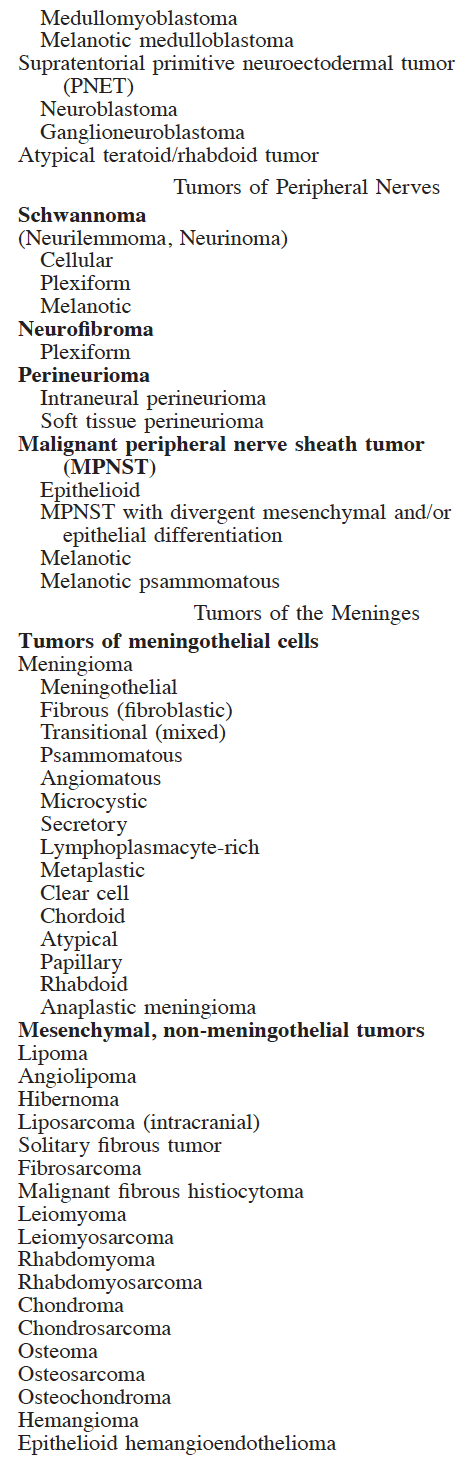 Medullomyoblastoma
Melanotic medulloblastoma
Supratentorial primitive neuroectodermal tumor
(PNET)
Neuroblastoma
Ganglioneuroblastoma
Atypical teratoid/rhabdoid tumor
Tumors of Peripheral Nerves
Schwannoma
(Neurilemmoma, Neurinoma)
Cellular
Plexiform
Melanotic
Neurofibroma
Plexiform
Perineurioma
Intraneural perineurioma
Soft tissue perineurioma
Malignant peripheral nerve sheath tumor
(MPNST)
Epithelioid
MPNST with divergent mesenchymal and/or
epithelial differentiation
Melanotic
Melanotic psammomatous
Tumors of the Meninges
Tumors of meningothelial cells
Meningioma
Meningothelial
Fibrous (fibroblastic)
Transitional (mixed)
Psammomatous
Angiomatous
Microcystic
Secretory
Lymphoplasmacyte-rich
Metaplastic
Clear cell
Chordoid
Atypical
Papillary
Rhabdoid
Anaplastic meningioma
Mesenchymal, non-meningothelial tumors
Lipoma
Angiolipoma
Hibernoma
Liposarcoma (intracranial)
Solitary fibrous tumor
Fibrosarcoma
Malignant fibrous histiocytoma
Leiomyoma
Leiomyosarcoma
Rhabdomyoma
Rhabdomyosarcoma
Chondroma
Chondrosarcoma
Osteoma
Osteosarcoma
Osteochondroma
Hemangioma
Epithelioid hemangioendothelioma